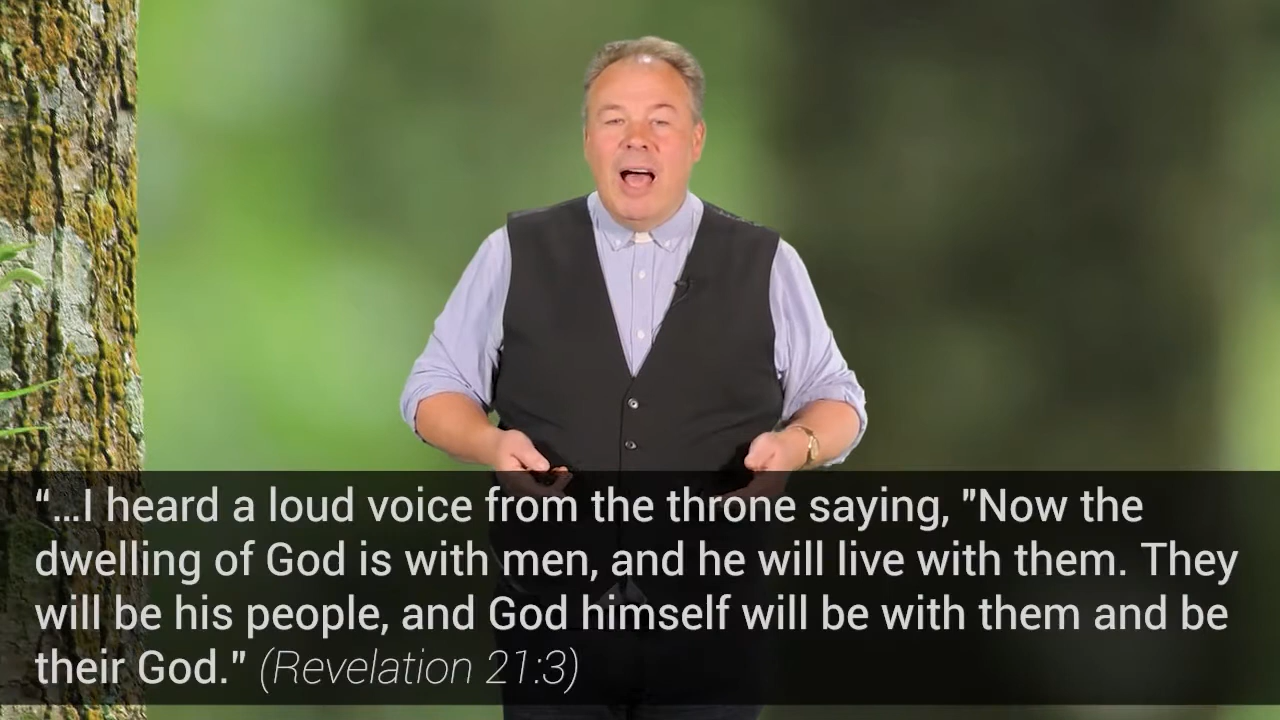 “...I heard a loud voice from the throne saying, "Now the
dwelling of God is with men, and he will live with them. They
will be his people, and God himself will be with them and be
their God." (Revelation 21:3)